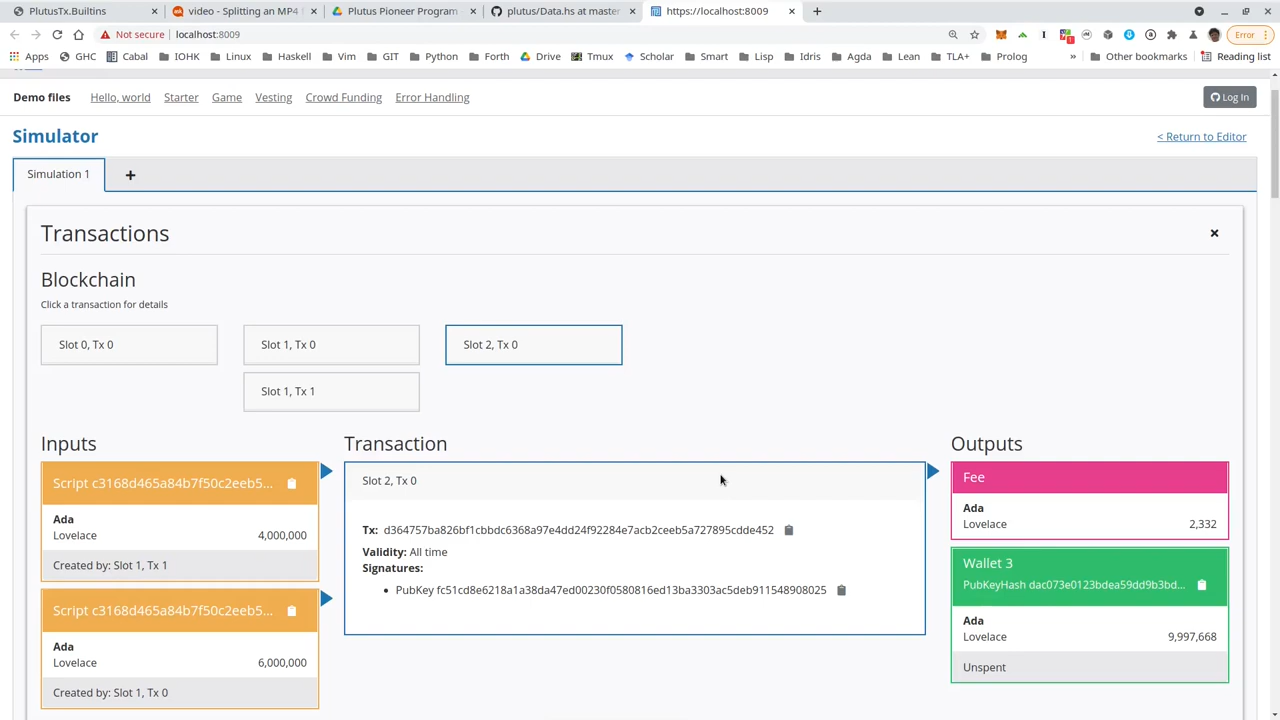 PlutusTx.Builtins
video - Splitting an MP4
Plutus Pioneer Program -
plutus/Data.hs at master
https://localhost:8009
Not secure localhost:8009
Error
Apps GHC Cabal IOHK Linux Haskell Vim GIT Python Forth Drive Tmux Scholar Smart Lisp Idris Agda Lean TLA+ Prolog » Other bookmarks Reading list
Demo files Hello, world Starter Game Vesting Crowd Funding Error Handling Log In
Simulator
< Return to Editor
Simulation 1
Transactions
Blockchain
Click a transaction for details
Slot 0, Tx 0
Slot 1, Tx 0
Slot 2, Tx 0
Slot 1, Tx 1
Inputs
Script c3168d465a84b7f50c2eeb5...
Ada
Lovelace 4,000,000
Created by: Slot 1, Tx 1
Script c3168d465a84b7f50c2eeb5...
Ada
Lovelace 6,000,000
Created by: Slot 1, Tx 0
Transaction
Slot 2, Tx 0
Tx: d364757ba826bf1cbbdc6368a97e4dd24f92284e7acb2ceeb5a727895cdde452
Validity: All time
Signatures:
PubKey fc51cd8e6218a1a38da47ed00230f0580816ed13ba3303ac5deb911548908025
Outputs
Fee
Ada
Lovelace 2,332
Wallet 3
PubKeyHash dac073e0123bdea59dd9b3bd...
Ada
Lovelace 9,997,668
Unspent